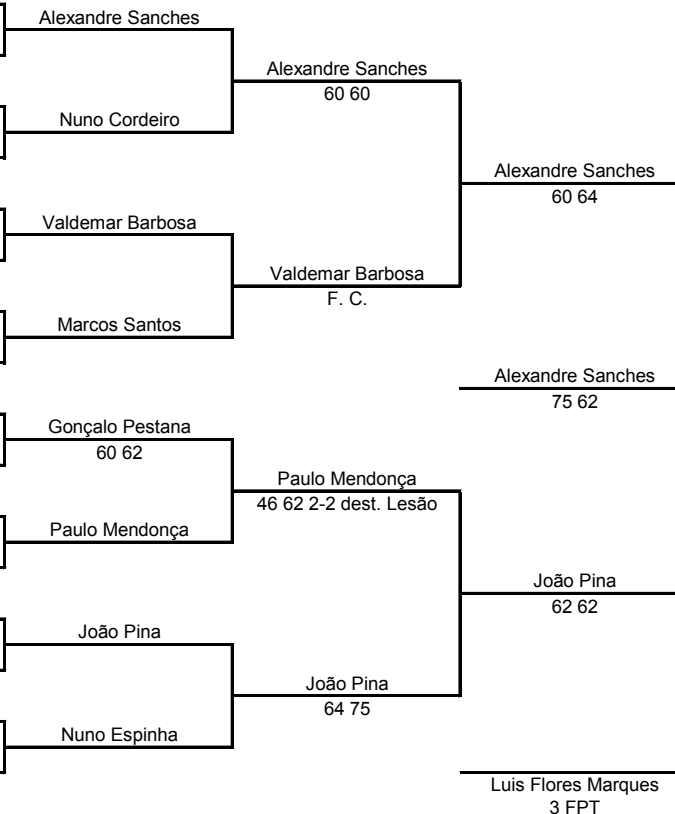 Alexandre Sanches
Alexandre Sanches
60 60
Nuno Cordeiro
Alexandre Sanches
60 64
Valdemar Barbosa
Valdemar Barbosa
F. C.
Marcos Santos
Alexandre Sanches
75 62
Gonçalo Pestana
60 62
Paulo Mendonça
46 62 2-2 dest. Lesão
Paulo Mendonça
João Pina
62 62
João Pina
João Pina
64 75
Nuno Espinha
Luis Flores Marques
3 FPT